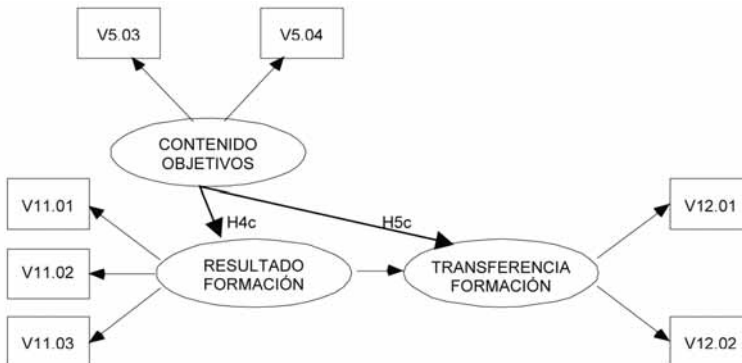 V5.03
V5.04
CONTENIDO
OBJETIVOS
V11.01
V12.01
H4c
H5c
V11.02
RESULTADO
FORMACIÓN
TRANSFERENCIA
FORMACIÓN
V11.03
V12.02